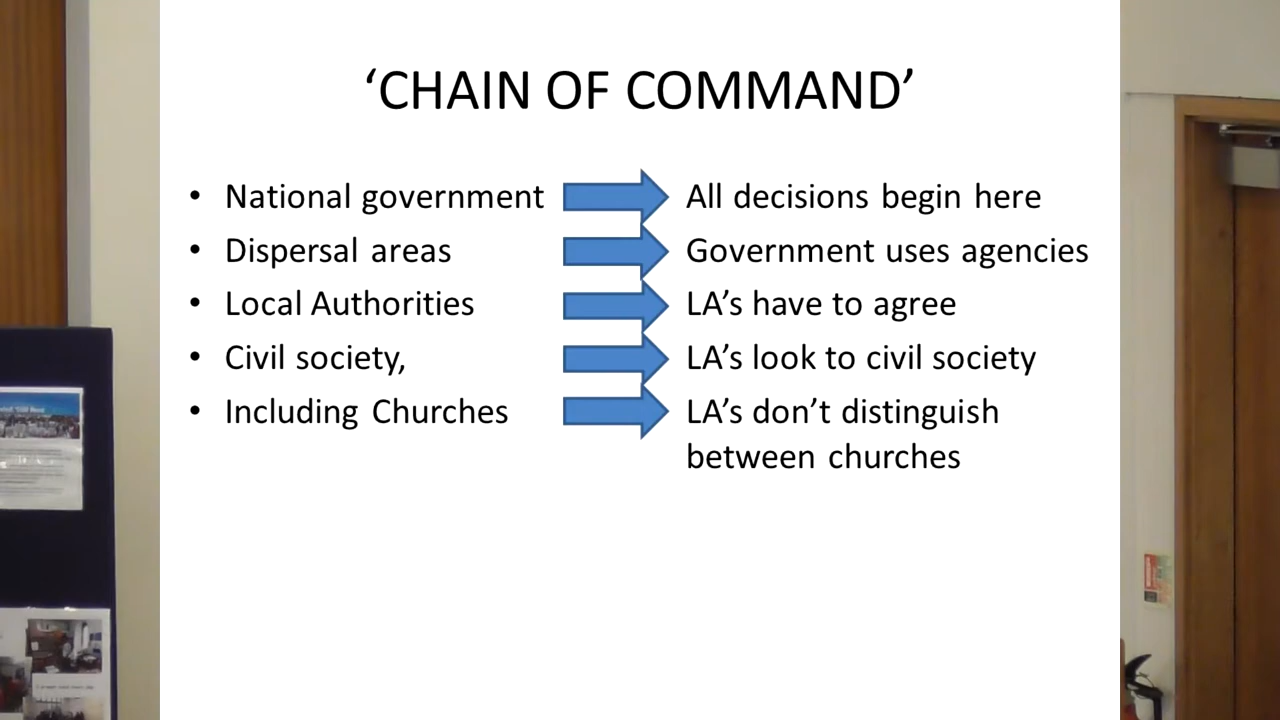 ‘CHAIN OF COMMAND’
• National government All decisions begin here
• Dispersal areas Government uses agencies
• Local Authorities LA’s have to agree
• Civil society, LA’s look to civil society
• Including Churches LA’s don’t distinguish
between churches